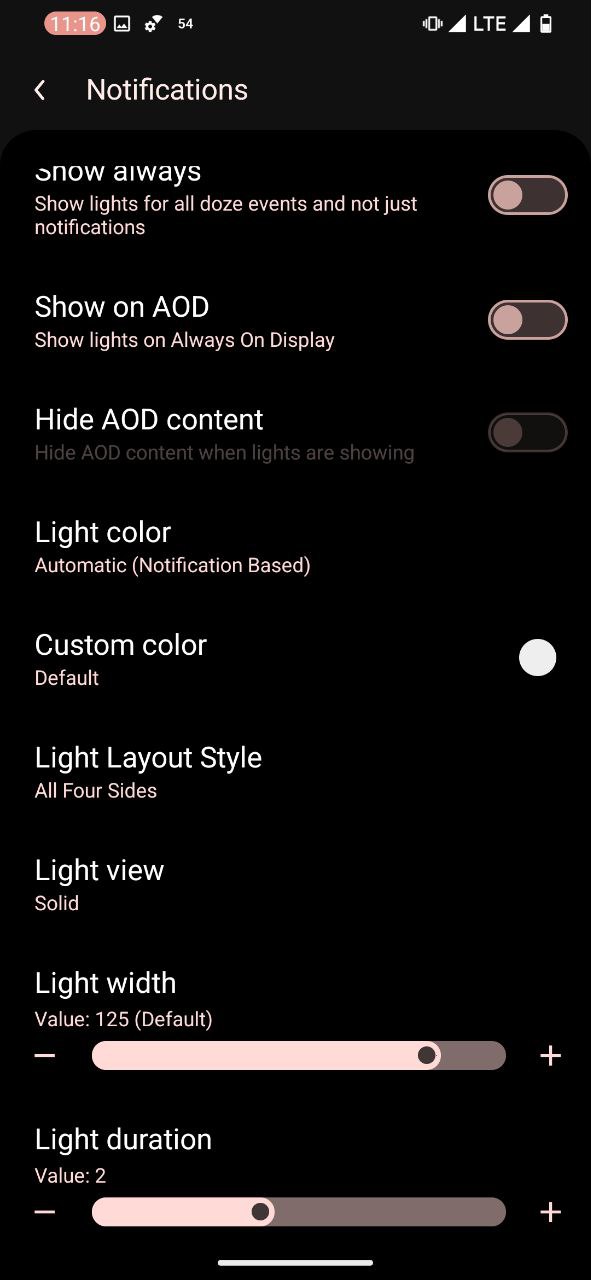 11:16 54 LTE
Notifications
Show always
Show lights for all doze events and not just
notifications
Show on AOD
Show lights on Always On Display
Hide AOD content
Hide AOD content when lights are showing
Light color
Automatic (Notification Based)
Custom color
Default
Light Layout Style
All Four Sides
Light view
Solid
Light width
Value: 125 (Default)
Light duration
Value: 2